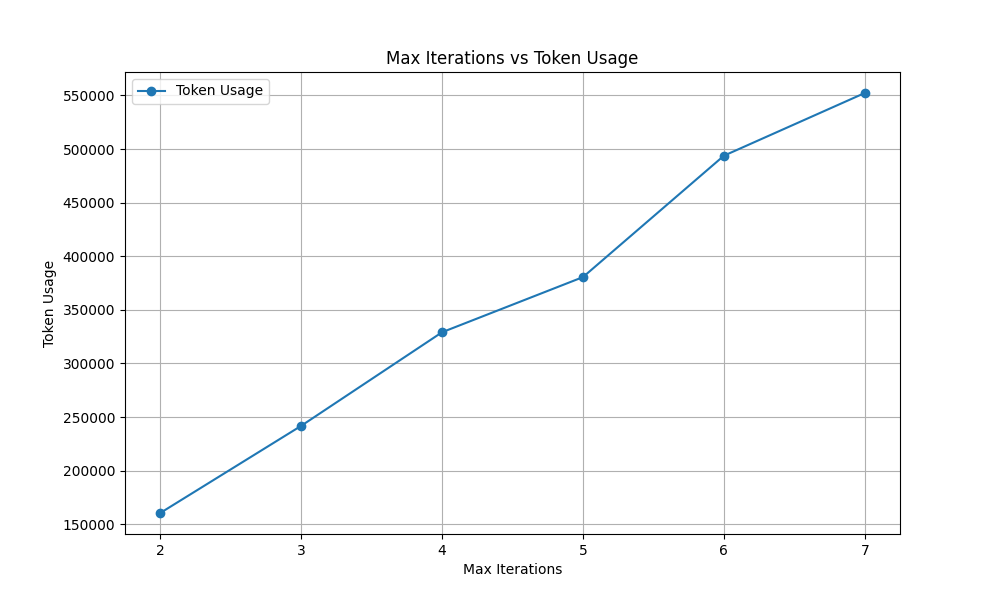 Max Iterations vs Token Usage
Token Usage
550000
500000
450000
400000
350000
300000
250000
200000
150000
Token Usage
2 3 4 5 6 7
Max Iterations